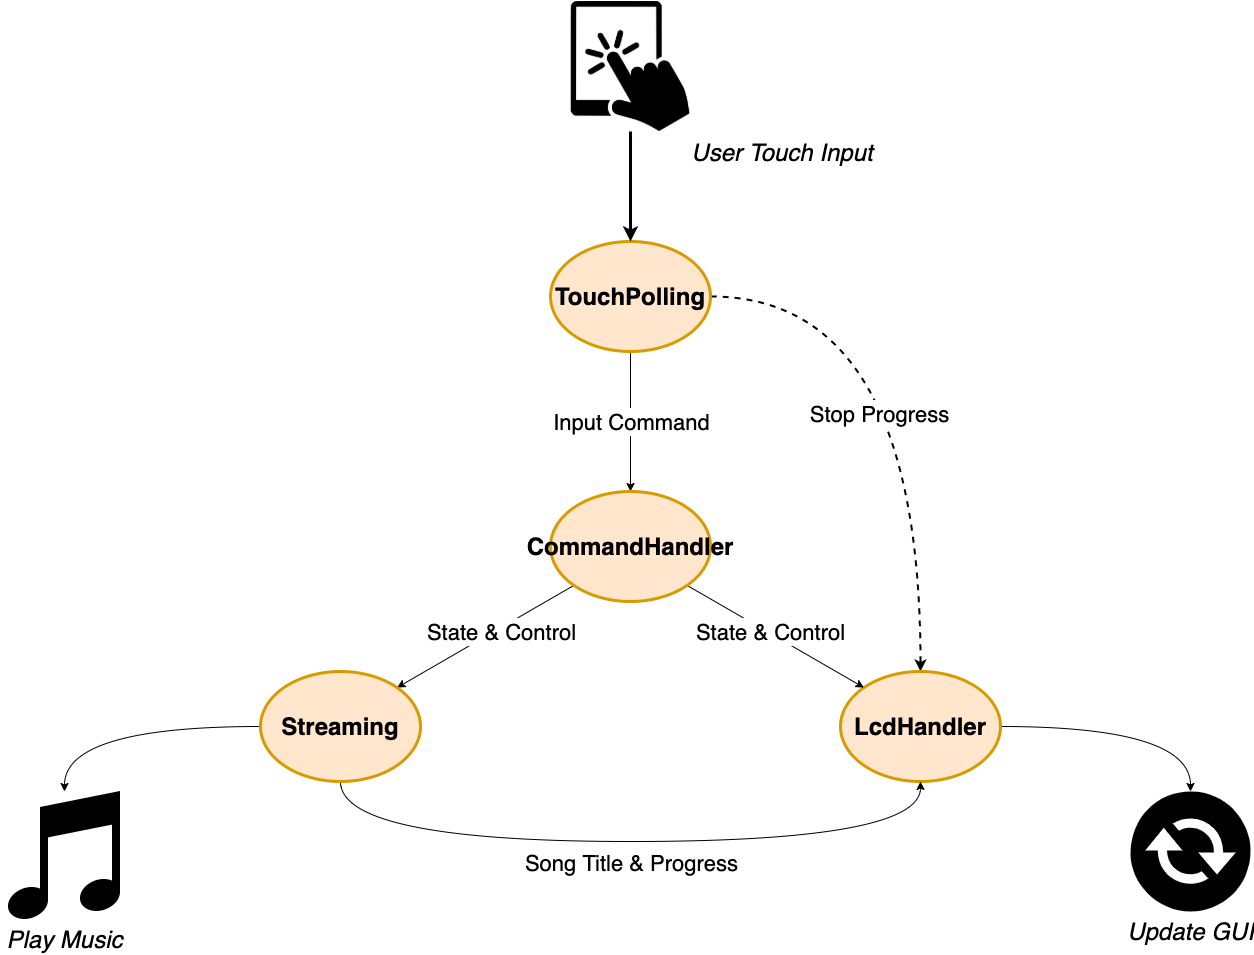 User Touch Input
TouchPolling
Input Command
Stop Progress
CommandHandler
State & Control
State & Control
Streaming
LcdHandler
Song Title & Progress
Play Music
Update GUI